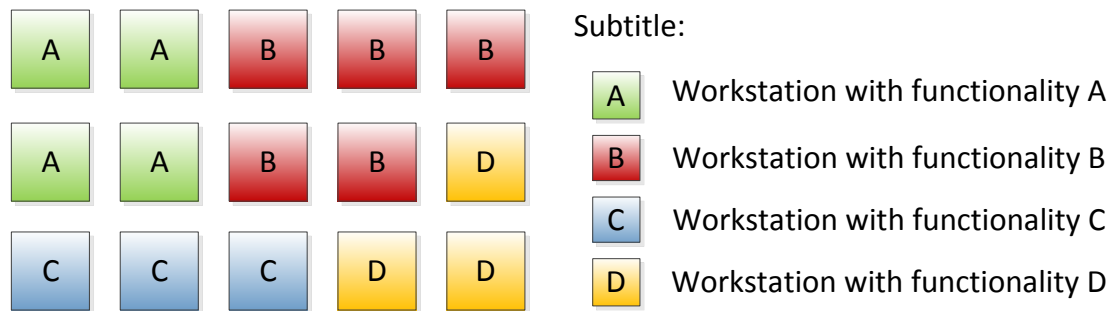 A A B B B
A A B B D
C C C D D
Subtitle:
A Workstation with functionality A
B Workstation with functionality B
C Workstation with functionality C
D Workstation with functionality D